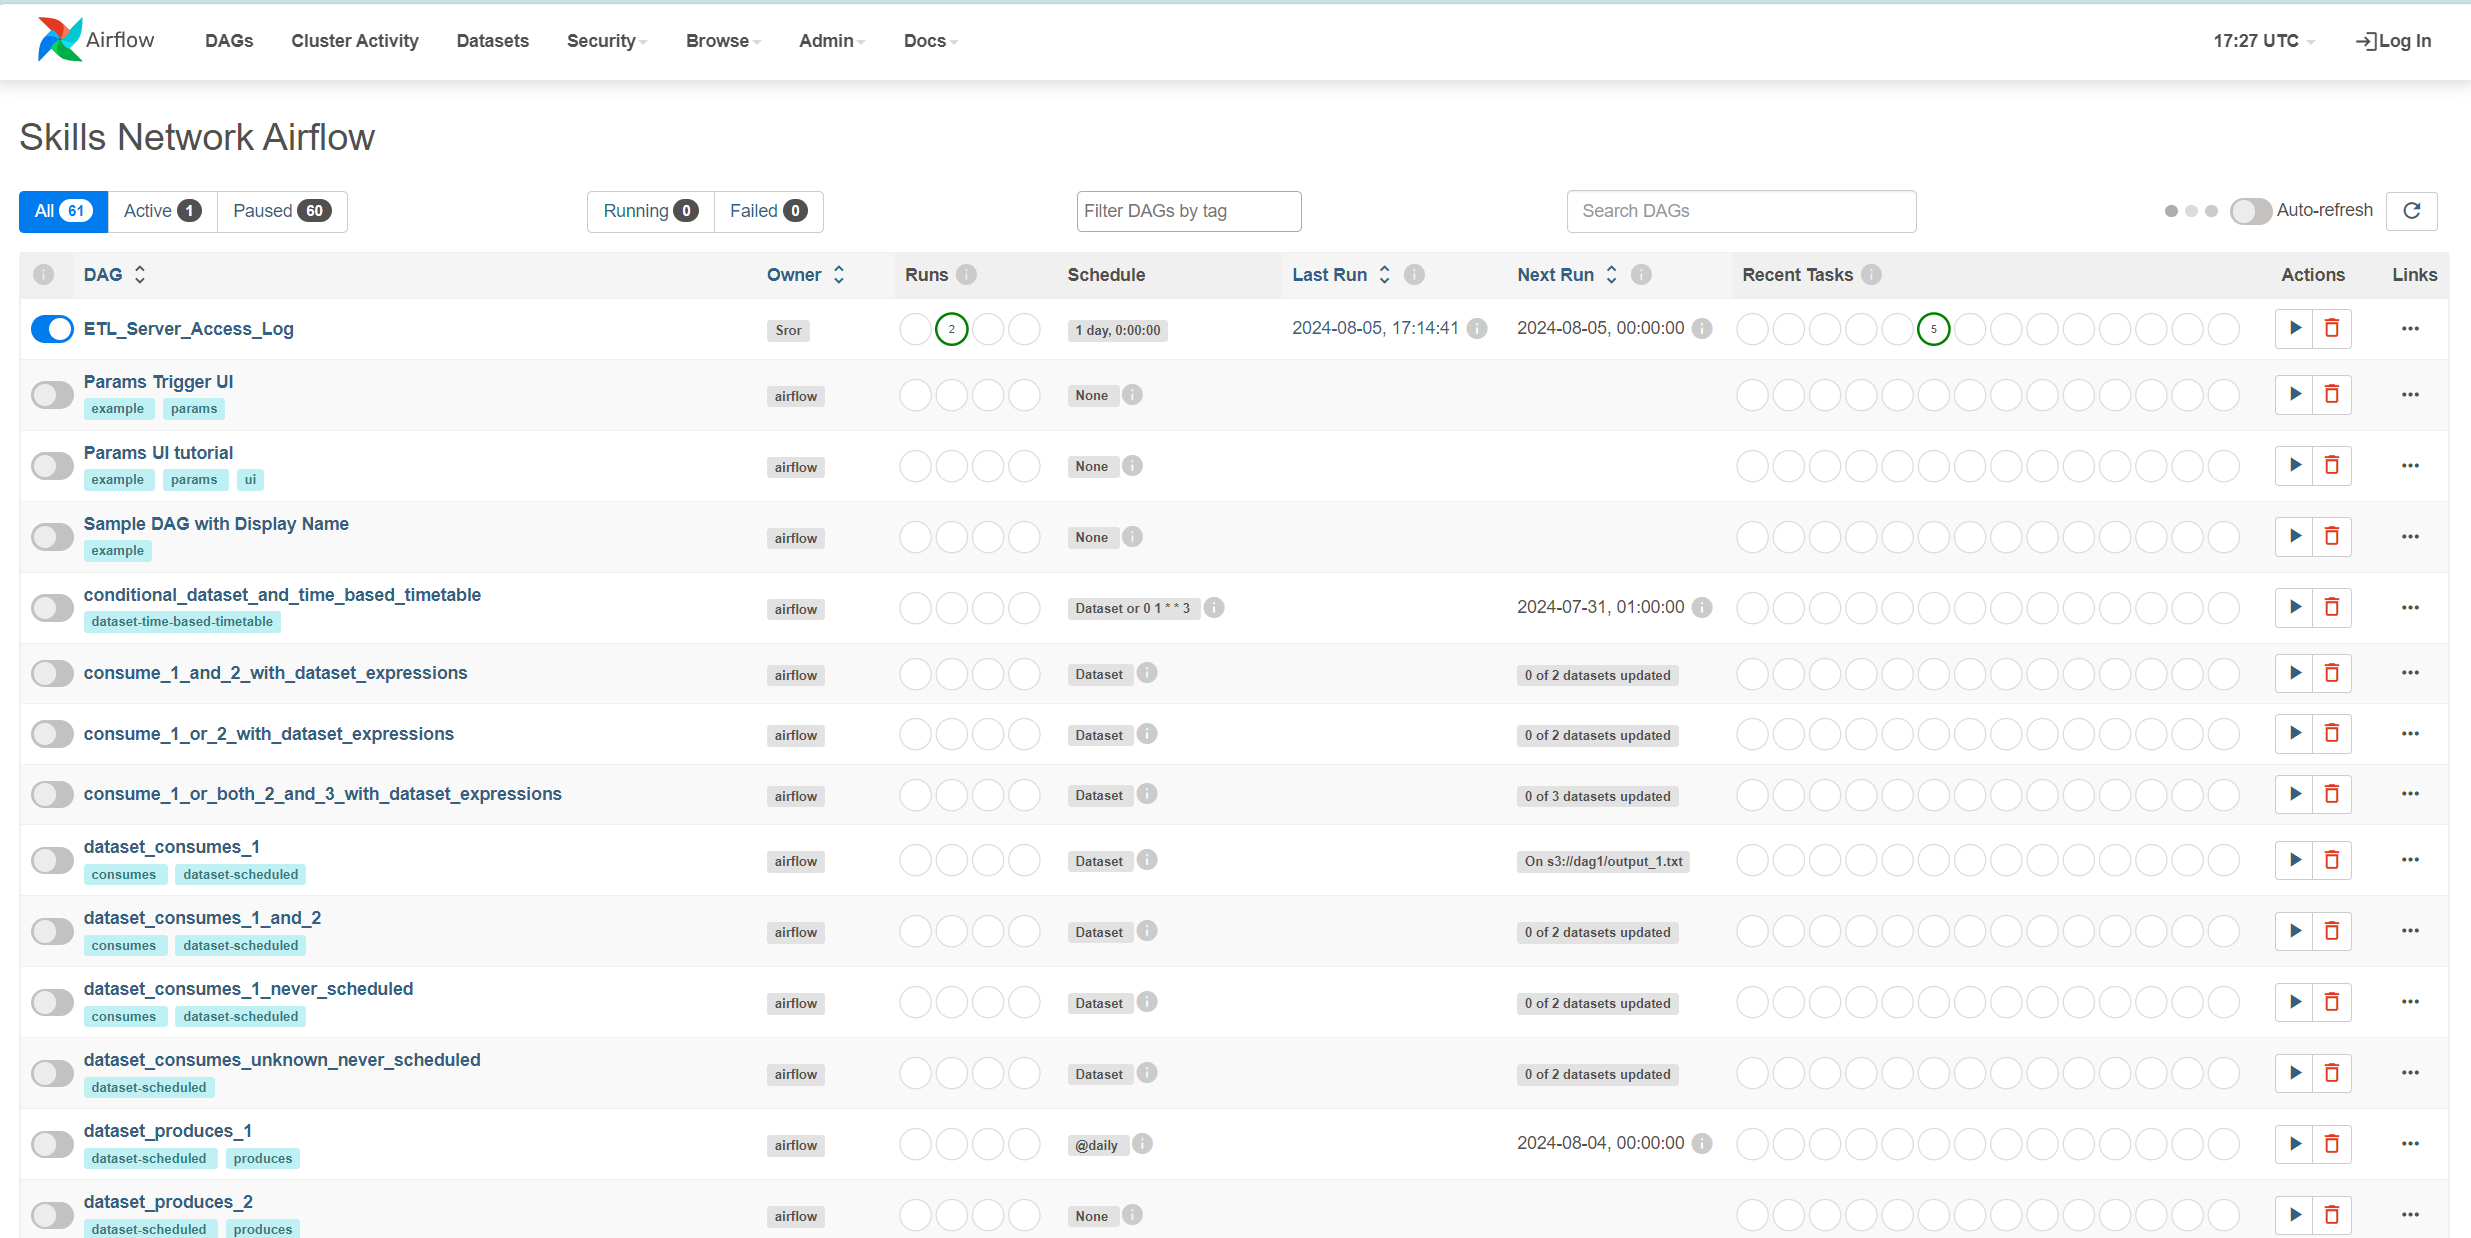 Airflow DAGs Cluster Activity Datasets Security Browse Admin Docs 17:27 UTC Log In
Skills Network Airflow
All 61 Active 1 Paused 60 Running 0 Failed 0 Filter DAGs by tag Search DAGs Auto-refresh
DAG Owner Runs Schedule Last Run Next Run Recent Tasks Actions Links
ETL_Server_Access_Log Sror 2 1 day, 0:00:00 2024-08-05, 17:14:41 2024-08-05, 00:00:00 5
Params Trigger UI airflow None
example params
Params UI tutorial airflow None
example params ui
Sample DAG with Display Name airflow None
example
conditional_dataset_and_time_based_timetable airflow Dataset or 0 1 * * 3 2024-07-31, 01:00:00
dataset-time-based-timetable
consume_1_and_2_with_dataset_expressions airflow Dataset 0 of 2 datasets updated
consume_1_or_2_with_dataset_expressions airflow Dataset 0 of 2 datasets updated
consume_1_or_both_2_and_3_with_dataset_expressions airflow Dataset 0 of 3 datasets updated
dataset_consumes_1 airflow Dataset On s3://dag1/output_1.txt
consumes dataset-scheduled
dataset_consumes_1_and_2 airflow Dataset 0 of 2 datasets updated
consumes dataset-scheduled
dataset_consumes_1_never_scheduled airflow Dataset 0 of 2 datasets updated
consumes dataset-scheduled
dataset_consumes_unknown_never_scheduled airflow Dataset 0 of 2 datasets updated
dataset-scheduled
dataset_produces_1 airflow @daily 2024-08-04, 00:00:00
dataset-scheduled produces
dataset_produces_2 airflow None
dataset-scheduled produces